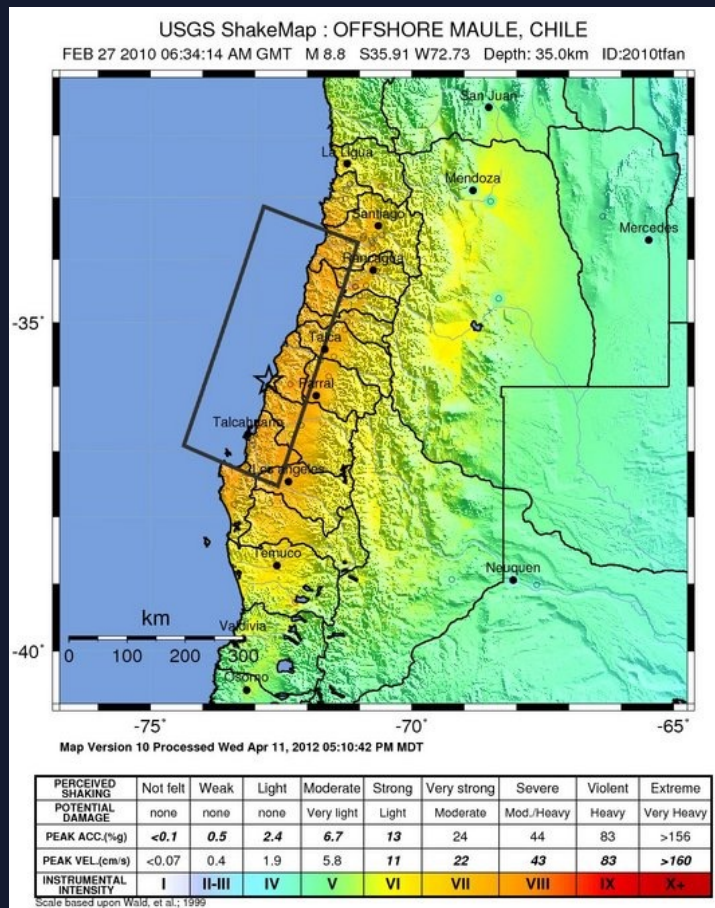 USGS ShakeMap : OFFSHORE MAULE, CHILE
FEB 27 2010 06:34:14 AM GMT M 8.8 S35.91 W72.73 Depth: 35.0km ID:2010tfan
San Juan
La Ligua
Mendoza
Santiago
Mercedes
Rancagua
-35°
Talca
Parral
Talcahuano
Los Angeles
Temuco
Neuquen
km
Valdivia
-40°
0 100 200 300
Osorno
-75° -70° -65°
Map Version 10 Processed Wed Apr 11, 2012 05:10:42 PM MDT
PERCEIVED SHAKING Not felt Weak Light Moderate Strong Very strong Severe Violent Extreme
POTENTIAL DAMAGE none none none Very light Light Moderate Mod./Heavy Heavy Very Heavy
PEAK ACC.(%g) <0.1 0.5 2.4 6.7 13 24 44 83 >156
PEAK VEL.(cm/s) <0.07 0.4 1.9 5.8 11 22 43 83 >160
INSTRUMENTAL INTENSITY I II-III IV V VI VII VIII IX X+
Scale based upon Wald, et al.; 1999